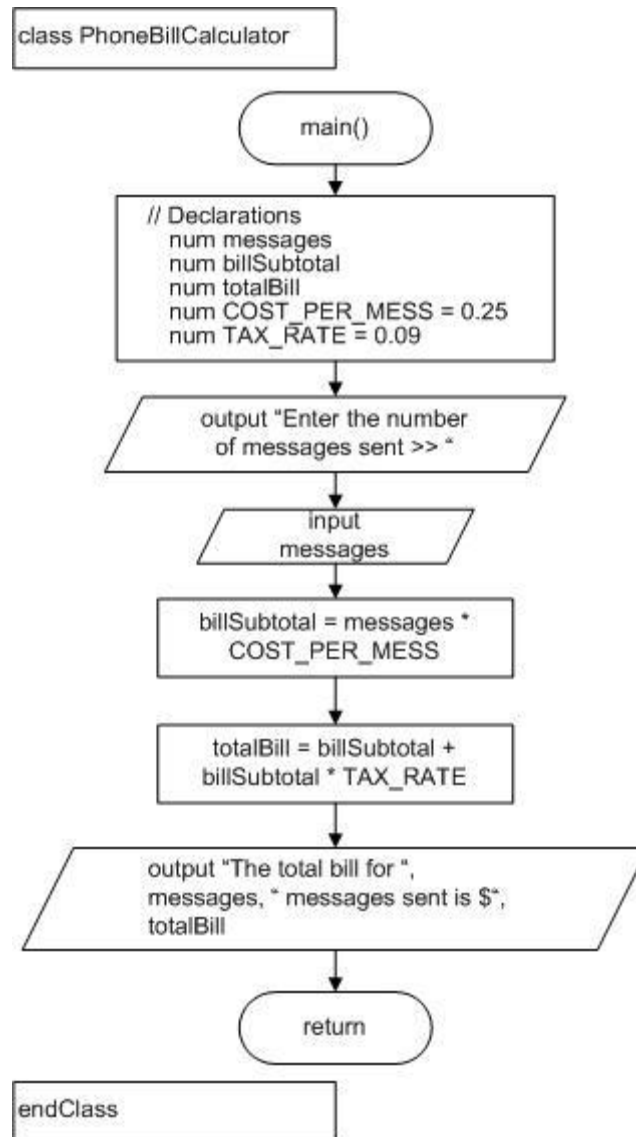 class PhoneBillCalculator
main()
// Declarations
num messages
num billSubtotal
num totalBill
num COST_PER_MESS = 0.25
num TAX_RATE = 0.09
output “Enter the number
of messages sent >> “
input
messages
billSubtotal = messages *
COST_PER_MESS
totalBill = billSubtotal +
billSubtotal * TAX_RATE
output “The total bill for “,
messages, “ messages sent is $“,
totalBill
return
endClass